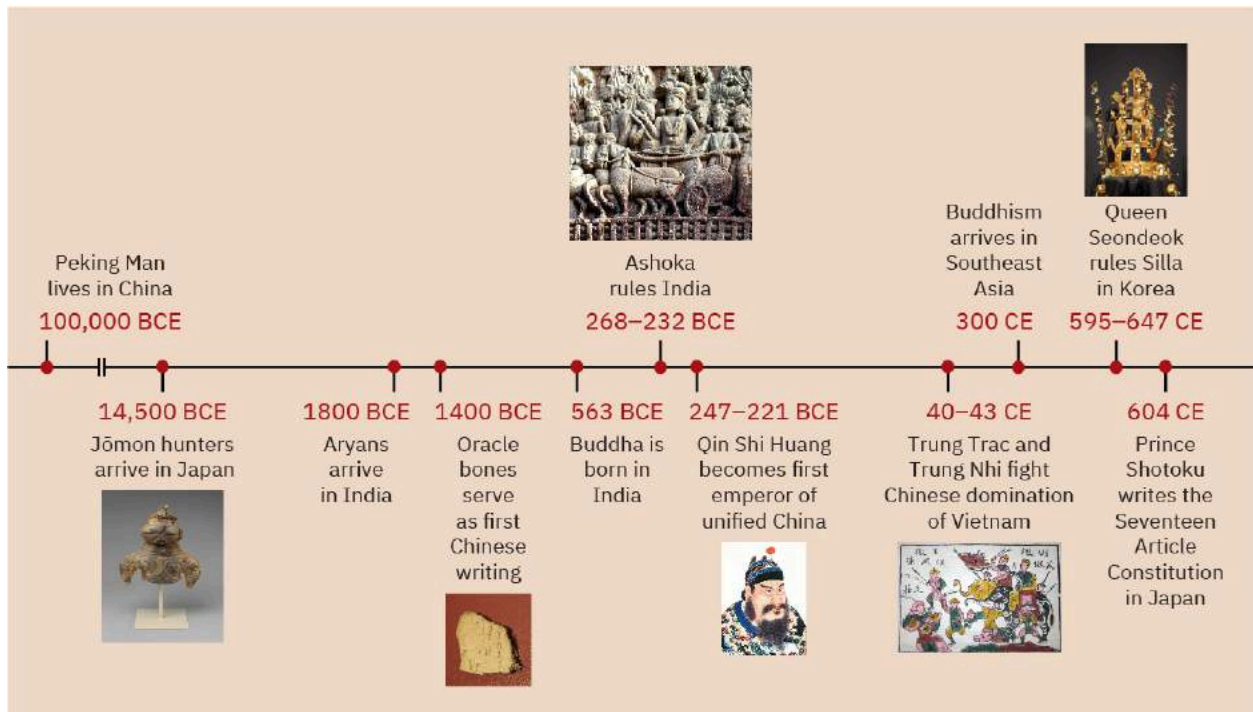 Peking Man
lives in China
100,000 BCE
14,500 BCE
Jōmon hunters
arrive in Japan
1800 BCE
Aryans
arrive
in India
1400 BCE
Oracle
bones
serve
as first
Chinese
writing
563 BCE
Buddha is
born in
India
Ashoka
rules India
268–232 BCE
247–221 BCE
Qin Shi Huang
becomes first
emperor of
unified China
40–43 CE
Trung Trac and
Trung Nhi fight
Chinese domination
of Vietnam
Buddhism
arrives in
Southeast
Asia
300 CE
Queen
Seondeok
rules Silla
in Korea
595–647 CE
604 CE
Prince
Shotoku
writes the
Seventeen
Article
Constitution
in Japan